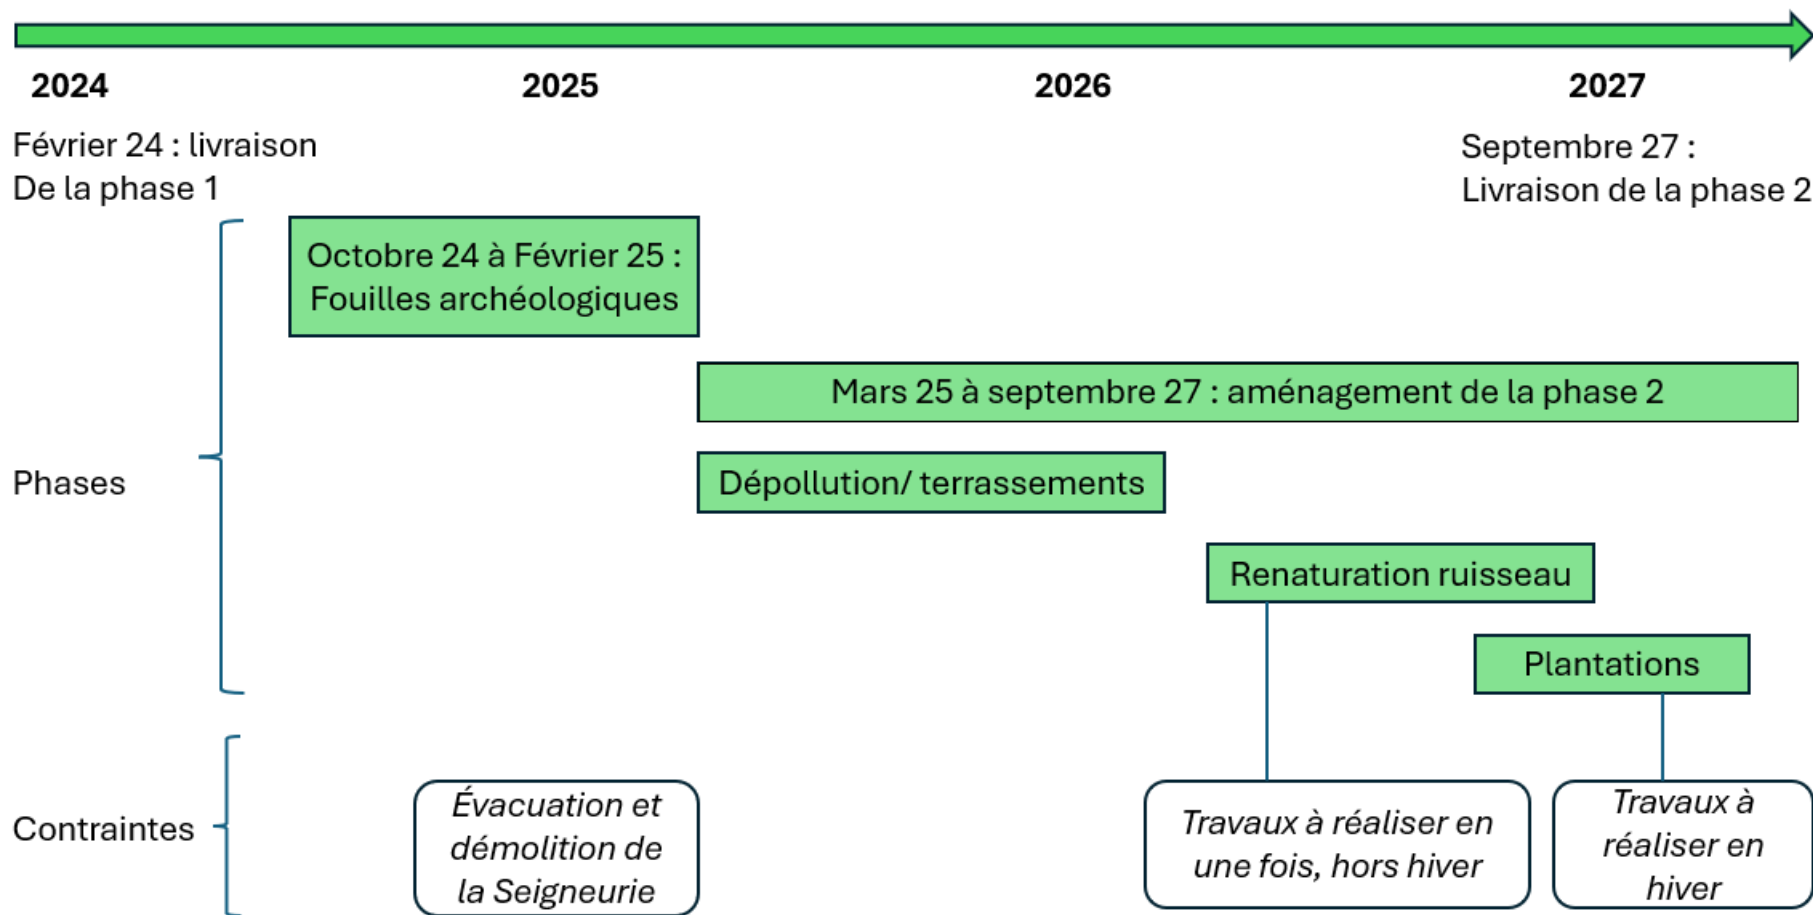 2024
2025
2026
2027
Février 24 : livraison
De la phase 1
Septembre 27 :
Livraison de la phase 2
Octobre 24 à Février 25 :
Fouilles archéologiques
Mars 25 à septembre 27 : aménagement de la phase 2
Phases
Dépollution/ terrassements
Renaturation ruisseau
Plantations
Contraintes
Évacuation et
démolition de
la Seigneurie
Travaux à réaliser en
une fois, hors hiver
Travaux à
réaliser en
hiver